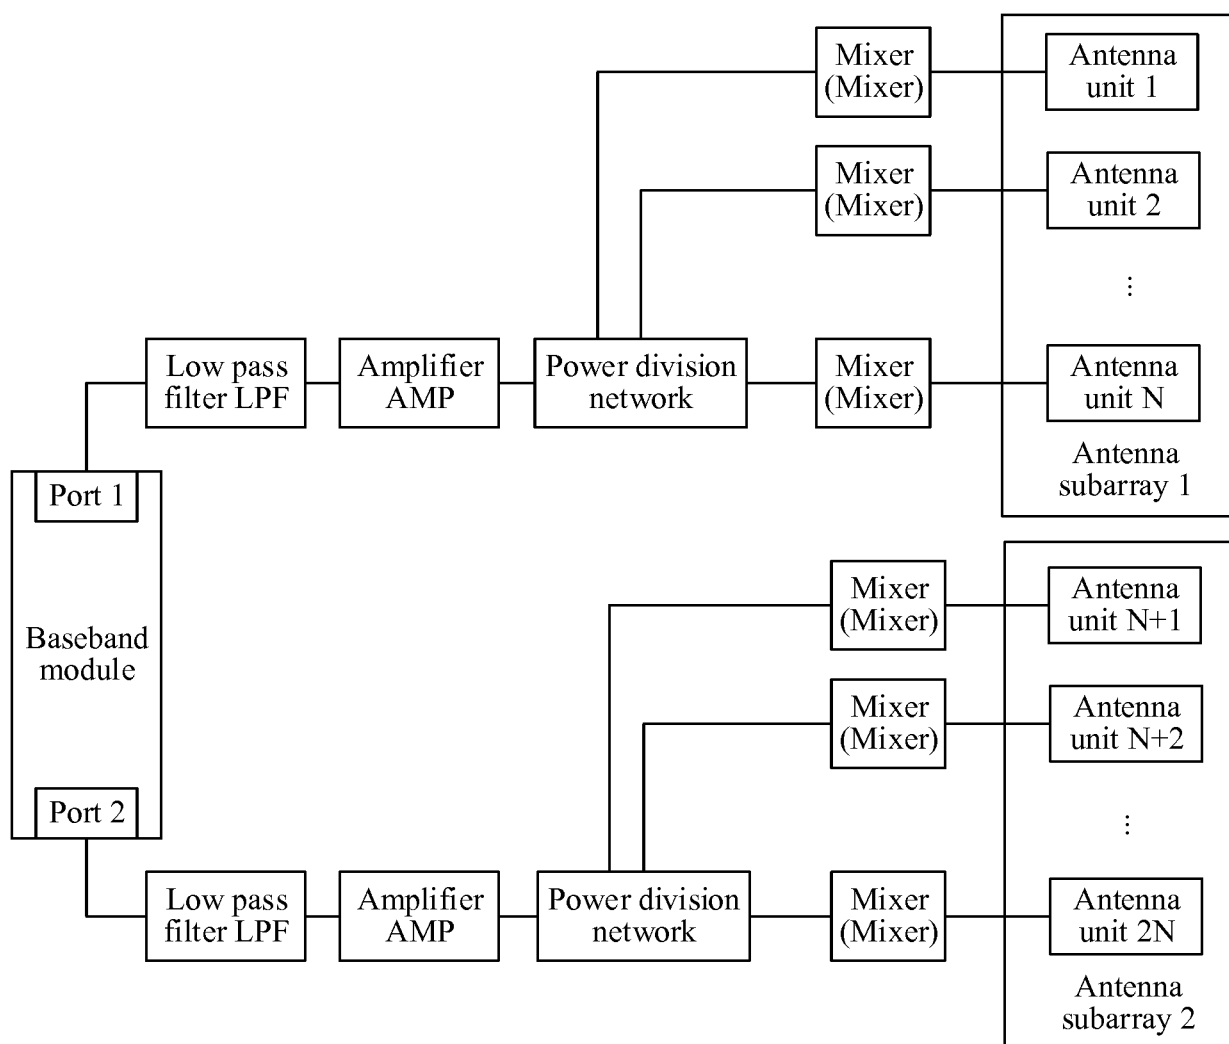 Mixer
(Mixer)
Antenna
unit 1
Mixer
(Mixer)
Antenna
unit 2
...
Low pass
filter LPF
Amplifier
AMP
Power division
network
Mixer
(Mixer)
Antenna
unit N
Antenna
subarray 1
Port 1
Baseband
module
Port 2
Mixer
(Mixer)
Antenna
unit N+1
Mixer
(Mixer)
Antenna
unit N+2
...
Low pass
filter LPF
Amplifier
AMP
Power division
network
Mixer
(Mixer)
Antenna
unit 2N
Antenna
subarray 2